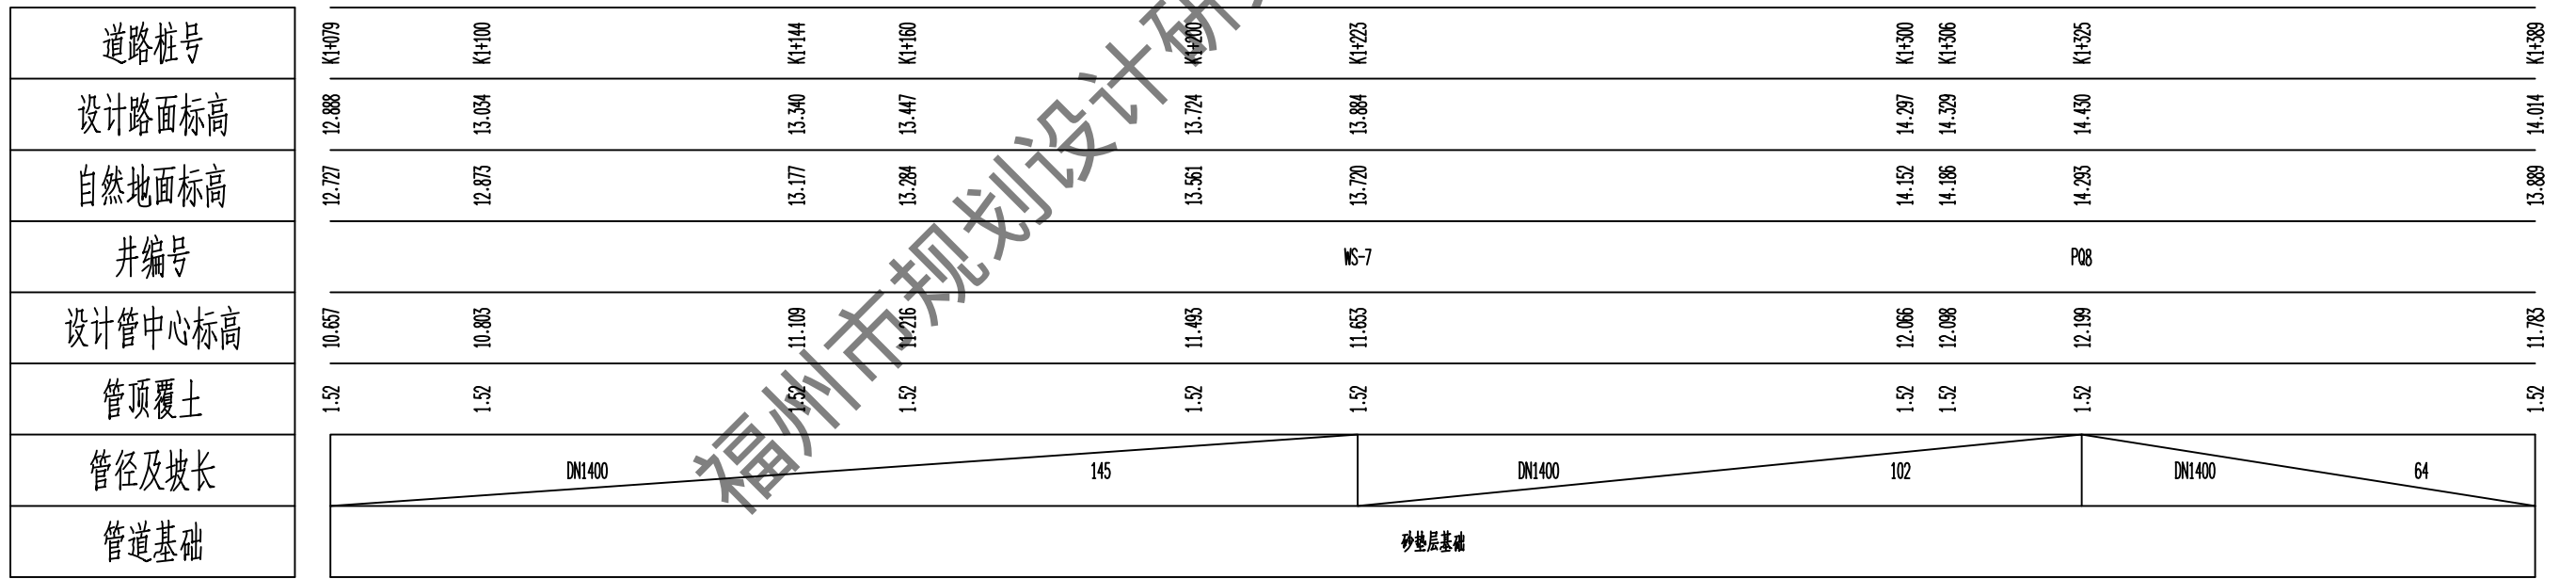 道路桩号 K1+079 K1+100 K1+144 K1+160 K1+200 K1+223 K1+300 K1+306 K1+325 K1+389
设计路面标高 12.888 13.034 13.340 13.447 13.724 13.884 14.297 14.329 14.430 14.014
自然地面标高 12.727 12.873 13.177 13.284 13.561 13.720 14.152 14.186 14.293 13.889
井编号 WS-7 PQ8
设计管中心标高 10.657 10.803 11.109 11.216 11.493 11.653 12.066 12.098 12.199 11.783
管顶覆土 1.52 1.52 1.52 1.52 1.52 1.52 1.52 1.52 1.52 1.52
管径及坡长 DN1400 145 DN1400 102 DN1400 64
管道基础 砂垫层基础
福州市规划设计研